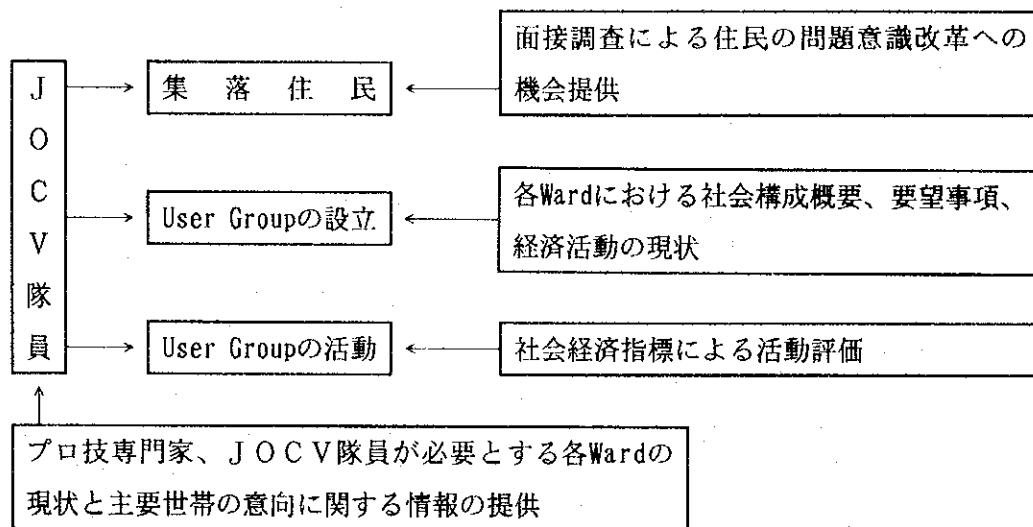 面接調査による住民の問題意識改革への
機会提供
JOCV隊員
集落住民
各Wardにおける社会構成概要、要望事項、
経済活動の現状
User Groupの設立
User Groupの活動
社会経済指標による活動評価
プロ技専門家、JOCV隊員が必要とする各Wardの
現状と主要世帯の意向に関する情報の提供